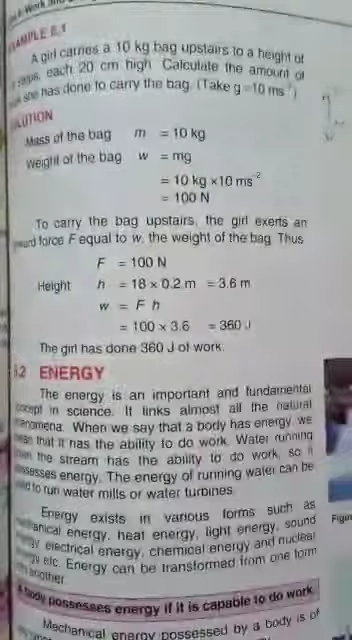 Work and
AMPLE 6.1
A girl carries a 10 kg bag upstairs to a height of
steps, each 20 cm high. Calculate the amount of
she has done to carry the bag. (Take g =10 ms⁻²)
LUTION
Mass of the bag m = 10 kg
Weight of the bag w = mg
= 10 kg ×10 ms⁻²
= 100 N
To carry the bag upstairs, the girl exerts an
ward force F equal to w, the weight of the bag. Thus
F = 100 N
Height h = 18 × 0.2 m = 3.6 m
w = F h
= 100 × 3.6 = 360 J
The girl has done 360 J of work.
.2 ENERGY
The energy is an important and fundamental
concept in science. It links almost all the natural
phenomena. When we say that a body has energy, we
mean that it has the ability to do work. Water running
down the stream has the ability to do work, so it
possesses energy. The energy of running water can be
used to run water mills or water turbines.
Energy exists in various forms such as
mechanical energy, heat energy, light energy, sound
energy, electrical energy, chemical energy and nuclear
energy etc. Energy can be transformed from one form
into another.
A body possesses energy if it is capable to do work.
Mechanical energy possessed by a body is of
Figur